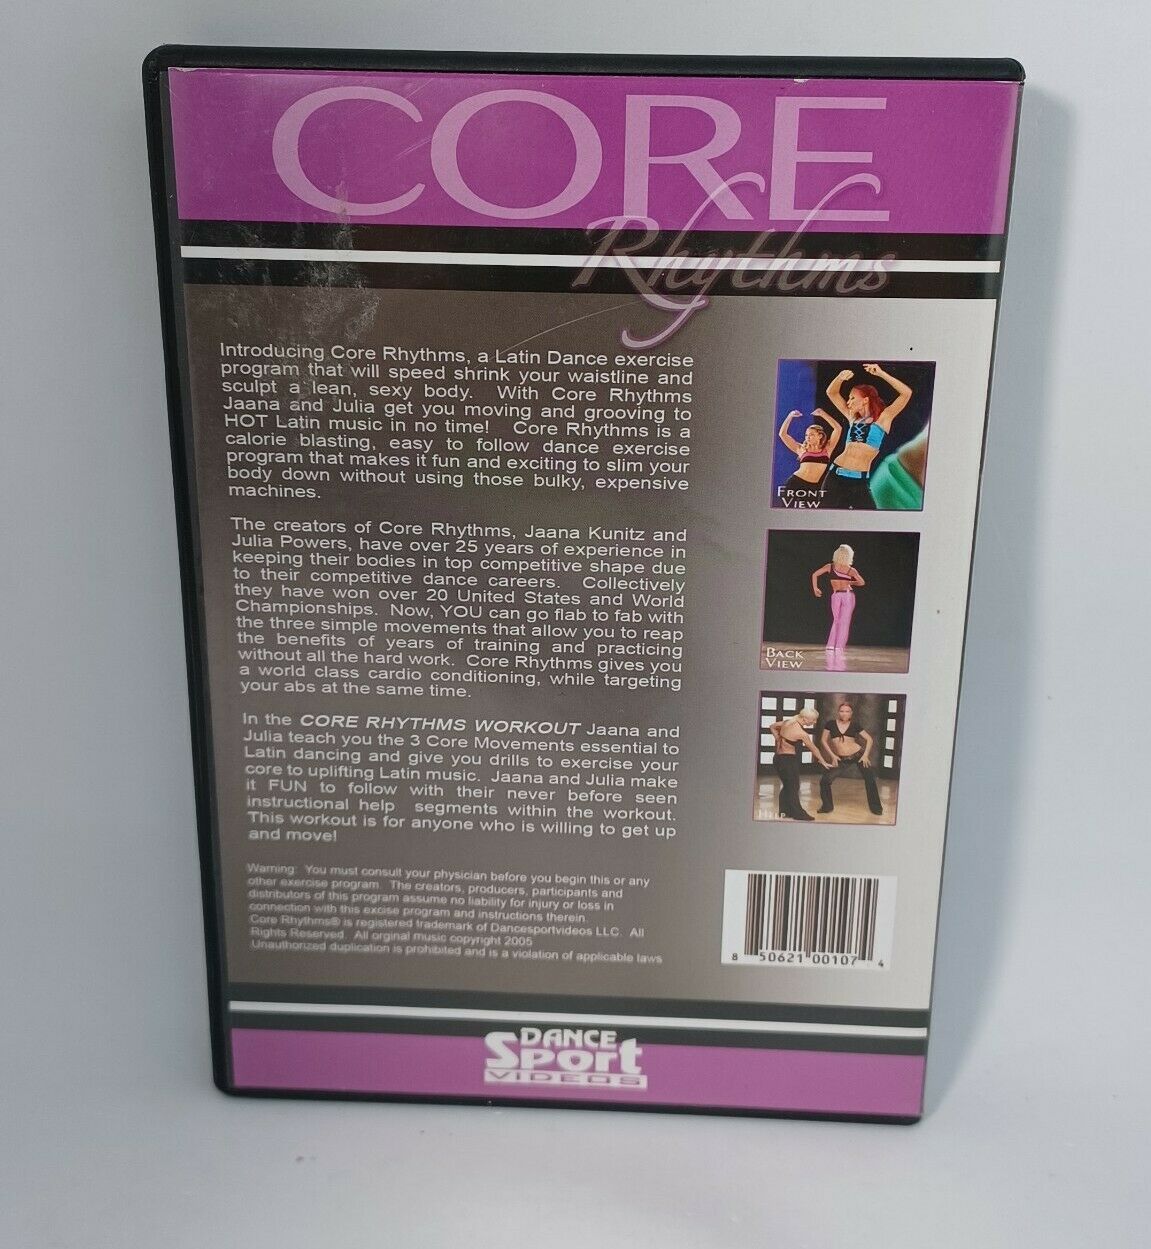 CORE
Rhythms
Introducing Core Rhythms, a Latin Dance exercise
program that will speed shrink your waistline and
sculpt a lean, sexy body. With Core Rhythms
Jaana and Julia get you moving and grooving to
HOT Latin music in no time! Core Rhythms is a
calorie blasting, easy to follow dance exercise
program that makes it fun and exciting to slim your
body down without using those bulky, expensive
machines.
The creators of Core Rhythms, Jaana Kunitz and
Julia Powers, have over 25 years of experience in
keeping their bodies in top competitive shape due
to their competitive dance careers. Collectively
they have won over 20 United States and World
Championships. Now, YOU can go flab to fab with
the three simple movements that allow you to reap
the benefits of years of training and practicing
without all the hard work. Core Rhythms gives you
a world class cardio conditioning, while targeting
your abs at the same time.
In the CORE RHYTHMS WORKOUT Jaana and
Julia teach you the 3 Core Movements essential to
Latin dancing and give you drills to exercise your
core to uplifting Latin music. Jaana and Julia make
it FUN to follow with their never before seen
instructional help segments within the workout.
This workout is for anyone who is willing to get up
and move!
Warning: You must consult your physician before you begin this or any
other exercise program. The creators, producers, participants and
distributors of this program assume no liability for injury or loss in
connection with this excise program and instructions therein.
Core Rhythms® is registered trademark of Dancesportvideos LLC. All
Rights Reserved. All orginal music copyright 2005
Unauthorized duplication is prohibited and is a violation of applicable laws
FRONT
VIEW
BACK
VIEW
HELP
8 50621 00107 4
DANCE
Sport
VIDEOS